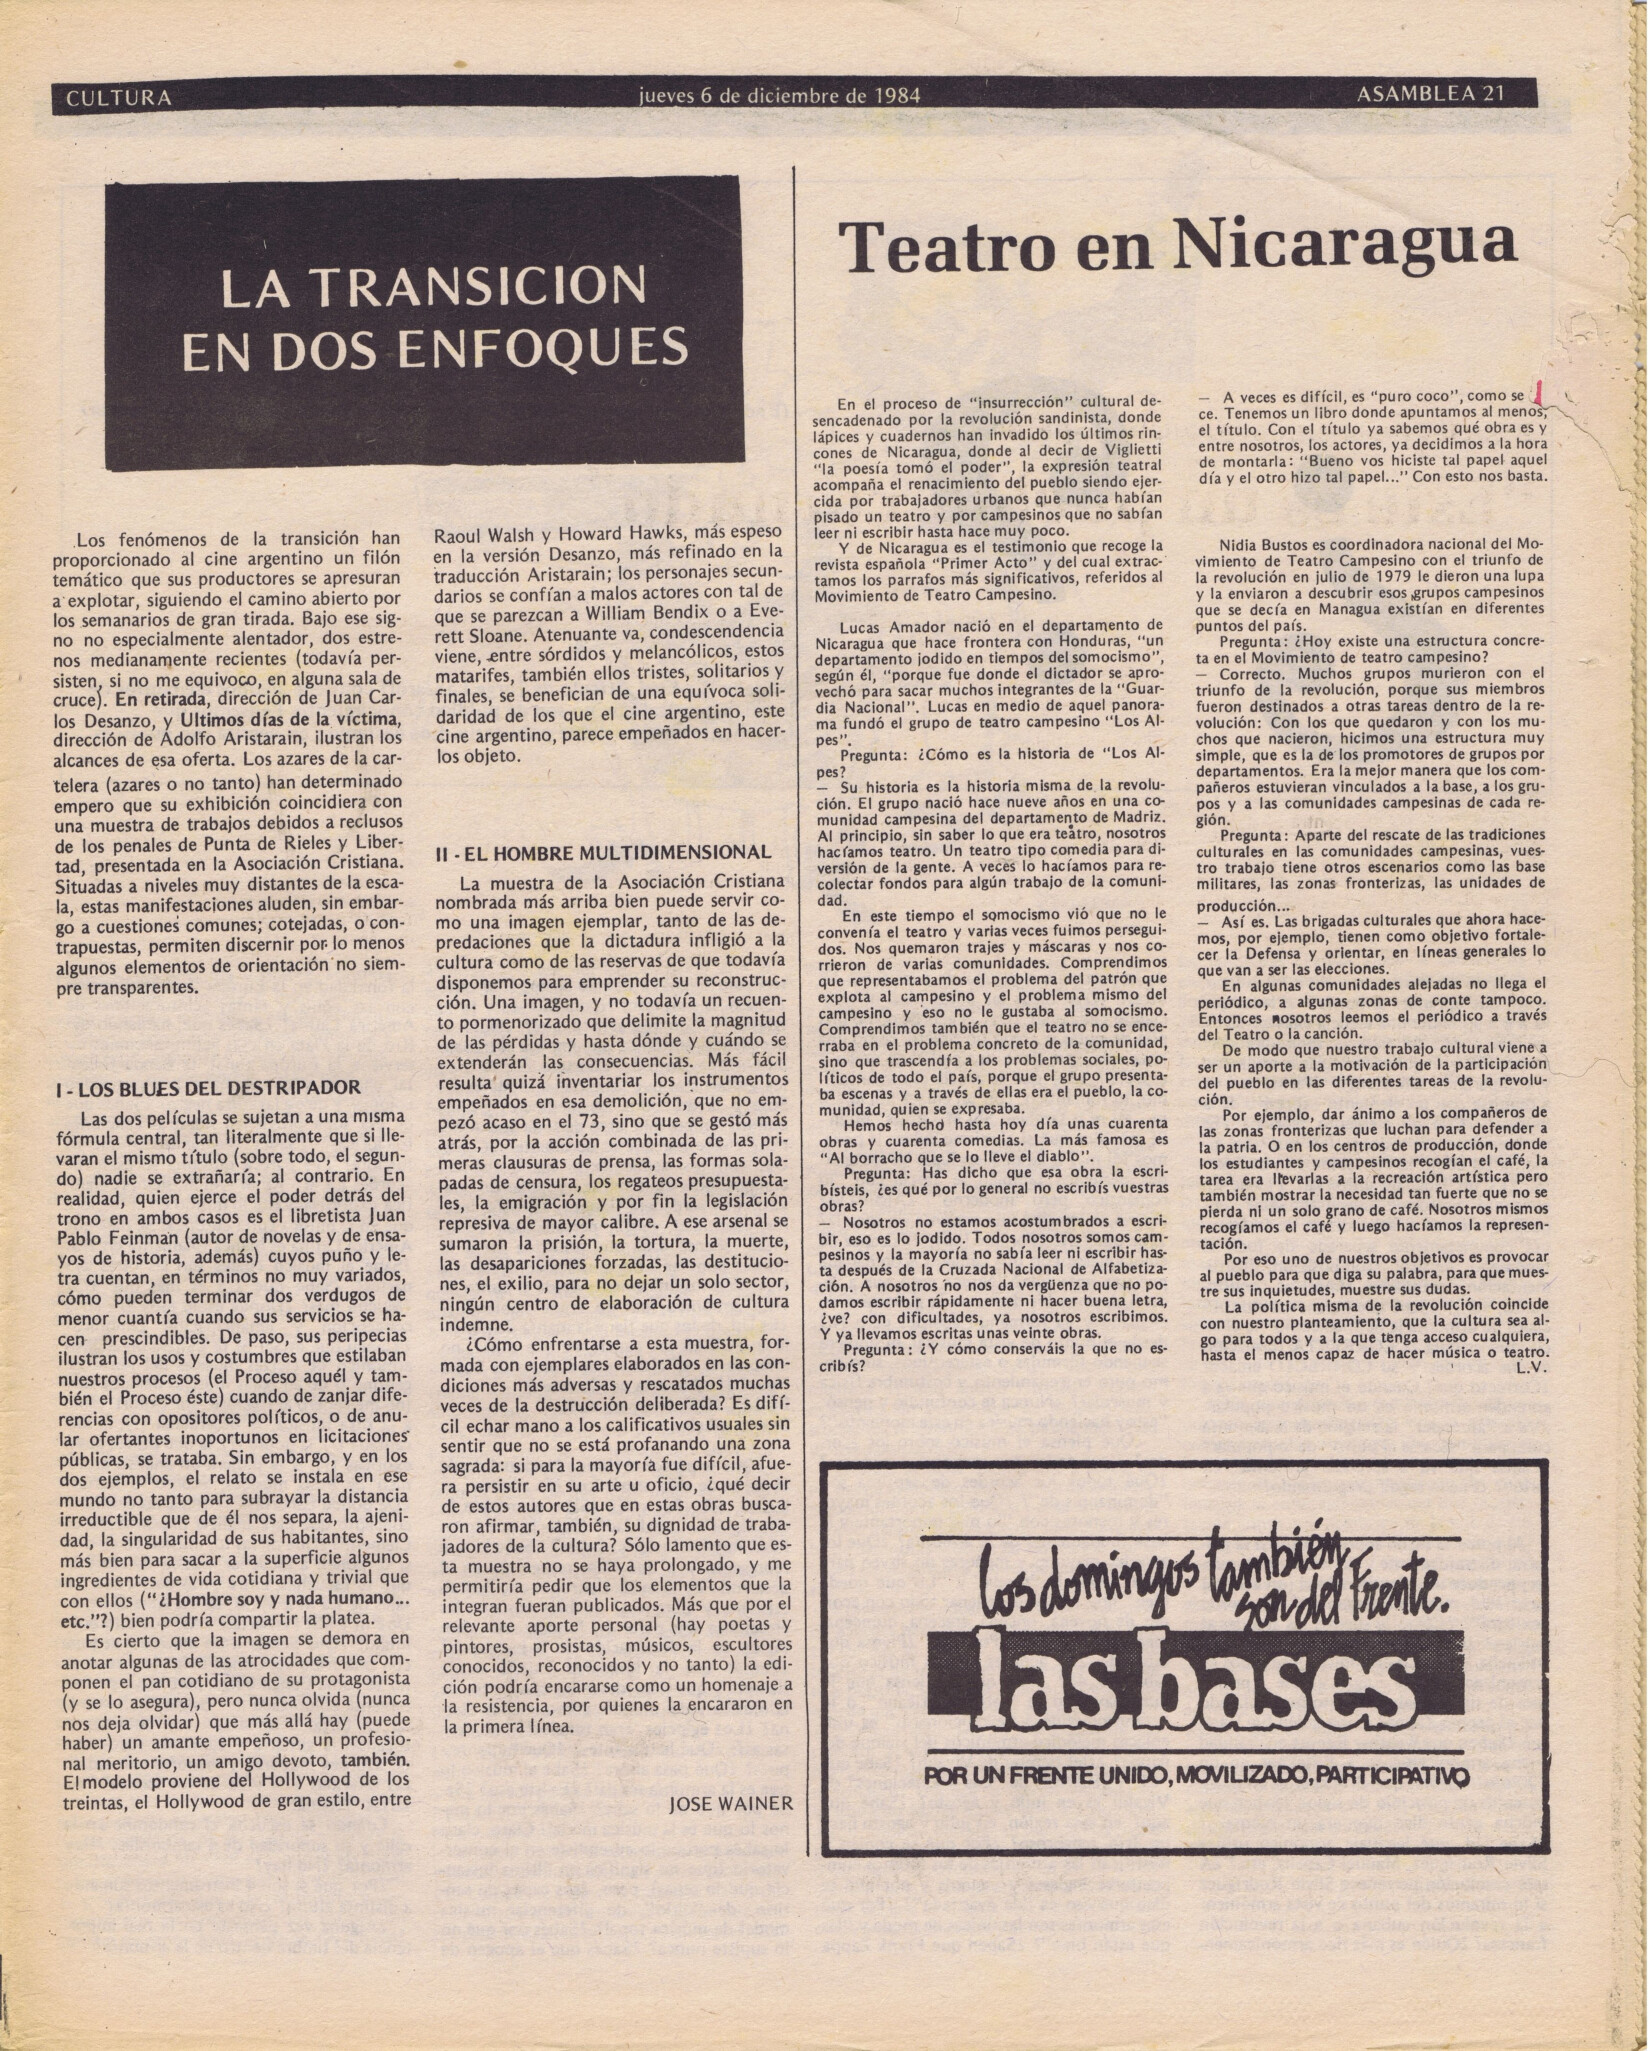 CULTURA
jueves 6 de diciembre de 1984
ASAMBLEA 21
LA TRANSICION
EN DOS ENFOQUES
Los fenómenos de la transición han
proporcionado al cine argentino un filón
temático que sus productores se apresuran
a explotar, siguiendo el camino abierto por
los semanarios de gran tirada. Bajo ese sig-
no no especialmente alentador, dos estre-
nos medianamente recientes (todavía per-
sisten, si no me equivoco, en alguna sala de
cruce). En retirada, dirección de Juan Car-
los Desanzo, y Ultimos días de la víctima,
dirección de Adolfo Aristarain, ilustran los
alcances de esa oferta. Los azares de la car-
telera (azares o no tanto) han determinado
empero que su exhibición coincidiera con
una muestra de trabajos debidos a reclusos
de los penales de Punta de Rieles y Liber-
tad, presentada en la Asociación Cristiana.
Situadas a niveles muy distantes de la esca-
la, estas manifestaciones aluden, sin embar-
go a cuestiones comunes; cotejadas, o con-
trapuestas, permiten discernir por lo menos
algunos elementos de orientación no siem-
pre transparentes.
I - LOS BLUES DEL DESTRIPADOR
Las dos películas se sujetan a una misma
fórmula central, tan literalmente que si lle-
varan el mismo título (sobre todo, el segun-
do) nadie se extrañaría; al contrario. En
realidad, quien ejerce el poder detrás del
trono en ambos casos es el libretista Juan
Pablo Feinman (autor de novelas y de ensa-
yos de historia, además) cuyos puño y le-
tra cuentan, en términos no muy variados,
cómo pueden terminar dos verdugos de
menor cuantía cuando sus servicios se ha-
cen prescindibles. De paso, sus peripecias
ilustran los usos y costumbres que estilaban
nuestros procesos (el Proceso aquél y tam-
bién el Proceso éste) cuando de zanjar dife-
rencias con opositores políticos, o de anu-
lar ofertantes inoportunos en licitaciones
públicas, se trataba. Sin embargo, y en los
dos ejemplos, el relato se instala en ese
mundo no tanto para subrayar la distancia
irreductible que de él nos separa, la ajeni-
dad, la singularidad de sus habitantes, sino
más bien para sacar a la superficie algunos
ingredientes de vida cotidiana y trivial que
con ellos ("¿Hombre soy y nada humano...
etc."?) bien podría compartir la platea.
Es cierto que la imagen se demora en
anotar algunas de las atrocidades que com-
ponen el pan cotidiano de su protagonista
(y se lo asegura), pero nunca olvida (nunca
nos deja olvidar) que más allá hay (puede
haber) un amante empeñoso, un profesio-
nal meritorio, un amigo devoto, también.
El modelo proviene del Hollywood de los
treintas, el Hollywood de gran estilo, entre
Raoul Walsh y Howard Hawks, más espeso
en la versión Desanzo, más refinado en la
traducción Aristarain; los personajes secun-
darios se confían a malos actores con tal de
que se parezcan a William Bendix o a Eve-
rett Sloane. Atenuante va, condescendencia
viene, entre sórdidos y melancólicos, estos
matarifes, también ellos tristes, solitarios y
finales, se benefician de una equívoca soli-
daridad de los que el cine argentino, este
cine argentino, parece empeñados en hacer-
los objeto.
II - EL HOMBRE MULTIDIMENSIONAL
La muestra de la Asociación Cristiana
nombrada más arriba bien puede servir co-
mo una imagen ejemplar, tanto de las de-
predaciones que la dictadura infligió a la
cultura como de las reservas de que todavía
disponemos para emprender su reconstruc-
ción. Una imagen, y no todavía un recuen-
to pormenorizado que delimite la magnitud
de las pérdidas y hasta dónde y cuándo se
extenderán las consecuencias. Más fácil
resulta quizá inventariar los instrumentos
empeñados en esa demolición, que no em-
pezó acaso en el 73, sino que se gestó más
atrás, por la acción combinada de las pri-
meras clausuras de prensa, las formas sola-
padas de censura, los regateos presupuesta-
les, la emigración y por fin la legislación
represiva de mayor calibre. A ese arsenal se
sumaron la prisión, la tortura, la muerte,
las desapariciones forzadas, las destitucio-
nes, el exilio, para no dejar un solo sector,
ningún centro de elaboración de cultura
indemne.
¿Cómo enfrentarse a esta muestra, for-
mada con ejemplares elaborados en las con-
diciones más adversas y rescatados muchas
veces de la destrucción deliberada? Es difí-
cil echar mano a los calificativos usuales sin
sentir que no se está profanando una zona
sagrada: si para la mayoría fue difícil, afue-
ra persistir en su arte u oficio, ¿qué decir
de estos autores que en estas obras busca-
ron afirmar, también, su dignidad de traba-
jadores de la cultura? Sólo lamento que es-
ta muestra no se haya prolongado, y me
permitiría pedir que los elementos que la
integran fueran publicados. Más que por el
relevante aporte personal (hay poetas y
pintores, prosistas, músicos, escultores
conocidos, reconocidos y no tanto) la edi-
ción podría encararse como un homenaje a
la resistencia, por quienes la encararon en
la primera línea.
JOSE WAINER
Teatro en Nicaragua
En el proceso de "insurrección" cultural de-
sencadenado por la revolución sandinista, donde
lápices y cuadernos han invadido los últimos rin-
cones de Nicaragua, donde al decir de Viglietti
"la poesía tomó el poder", la expresión teatral
acompaña el renacimiento del pueblo siendo ejer-
cida por trabajadores urbanos que nunca habían
pisado un teatro y por campesinos que no sabían
leer ni escribir hasta hace muy poco.
Y de Nicaragua es el testimonio que recoge la
revista española "Primer Acto" y del cual extrac-
tamos los parrafos más significativos, referidos al
Movimiento de Teatro Campesino.
Lucas Amador nació en el departamento de
Nicaragua que hace frontera con Honduras, "un
departamento jodido en tiempos del somocismo",
según él, "porque fue donde el dictador se apro-
vechó para sacar muchos integrantes de la "Guar-
dia Nacional". Lucas en medio de aquel panora-
ma fundó el grupo de teatro campesino "Los Al-
pes".
Pregunta: ¿Cómo es la historia de "Los Al-
pes?
— Su historia es la historia misma de la revolu-
ción. El grupo nació hace nueve años en una co-
munidad campesina del departamento de Madriz.
Al principio, sin saber lo que era teatro, nosotros
hacíamos teatro. Un teatro tipo comedia para di-
versión de la gente. A veces lo hacíamos para re-
colectar fondos para algún trabajo de la comuni-
dad.
En este tiempo el somocismo vió que no le
convenía el teatro y varias veces fuimos persegui-
dos. Nos quemaron trajes y máscaras y nos co-
rrieron de varias comunidades. Comprendimos
que representabamos el problema del patrón que
explota al campesino y el problema mismo del
campesino y eso no le gustaba al somocismo.
Comprendimos también que el teatro no se ence-
rraba en el problema concreto de la comunidad,
sino que trascendía a los problemas sociales, po-
líticos de todo el país, porque el grupo presenta-
ba escenas y a través de ellas era el pueblo, la co-
munidad, quien se expresaba.
Hemos hecho hasta hoy día unas cuarenta
obras y cuarenta comedias. La más famosa es
"Al borracho que se lo lleve el diablo".
Pregunta: Has dicho que esa obra la escri-
bísteis, ¿es qué por lo general no escribís vuestras
obras?
— Nosotros no estamos acostumbrados a escri-
bir, eso es lo jodido. Todos nosotros somos cam-
pesinos y la mayoría no sabía leer ni escribir has-
ta después de la Cruzada Nacional de Alfabetiza-
ción. A nosotros no nos da vergüenza que no po-
damos escribir rápidamente ni hacer buena letra,
¿ve? con dificultades, ya nosotros escribimos.
Y ya llevamos escritas unas veinte obras.
Pregunta: ¿Y cómo conserváis la que no es-
cribís?
— A veces es difícil, es "puro coco", como se
ce. Tenemos un libro donde apuntamos al menos,
el título. Con el título ya sabemos qué obra es y
entre nosotros, los actores, ya decidimos a la hora
de montarla: "Bueno vos hiciste tal papel aquel
día y el otro hizo tal papel..." Con esto nos basta.
Nidia Bustos es coordinadora nacional del Mo-
vimiento de Teatro Campesino con el triunfo de
la revolución en julio de 1979 le dieron una lupa
y la enviaron a descubrir esos grupos campesinos
que se decía en Managua existían en diferentes
puntos del país.
Pregunta: ¿Hoy existe una estructura concre-
ta en el Movimiento de teatro campesino?
— Correcto. Muchos grupos murieron con el
triunfo de la revolución, porque sus miembros
fueron destinados a otras tareas dentro de la re-
volución: Con los que quedaron y con los mu-
chos que nacieron, hicimos una estructura muy
simple, que es la de los promotores de grupos por
departamentos. Era la mejor manera que los com-
pañeros estuvieran vinculados a la base, a los gru-
pos y a las comunidades campesinas de cada re-
gión.
Pregunta: Aparte del rescate de las tradiciones
culturales en las comunidades campesinas, vues-
tro trabajo tiene otros escenarios como las base
militares, las zonas fronterizas, las unidades de
producción...
— Así es. Las brigadas culturales que ahora hace-
mos, por ejemplo, tienen como objetivo fortale-
cer la Defensa y orientar, en líneas generales lo
que van a ser las elecciones.
En algunas comunidades alejadas no llega el
periódico, a algunas zonas de conte tampoco.
Entonces nosotros leemos el periódico a través
del Teatro o la canción.
De modo que nuestro trabajo cultural viene a
ser un aporte a la motivación de la participación
del pueblo en las diferentes tareas de la revolu-
ción.
Por ejemplo, dar ánimo a los compañeros de
las zonas fronterizas que luchan para defender a
la patria. O en los centros de producción, donde
los estudiantes y campesinos recogían el café, la
tarea era llevarlas a la recreación artística pero
también mostrar la necesidad tan fuerte que no se
pierda ni un solo grano de café. Nosotros mismos
recogíamos el café y luego hacíamos la represen-
tación.
Por eso uno de nuestros objetivos es provocar
al pueblo para que diga su palabra, para que mues-
tre sus inquietudes, muestre sus dudas.
La política misma de la revolución coincide
con nuestro planteamiento, que la cultura sea al-
go para todos y a la que tenga acceso cualquiera,
hasta el menos capaz de hacer música o teatro.
L.V.
los domingos también
son del Frente.
las bases
POR UN FRENTE UNIDO, MOVILIZADO, PARTICIPATIVO